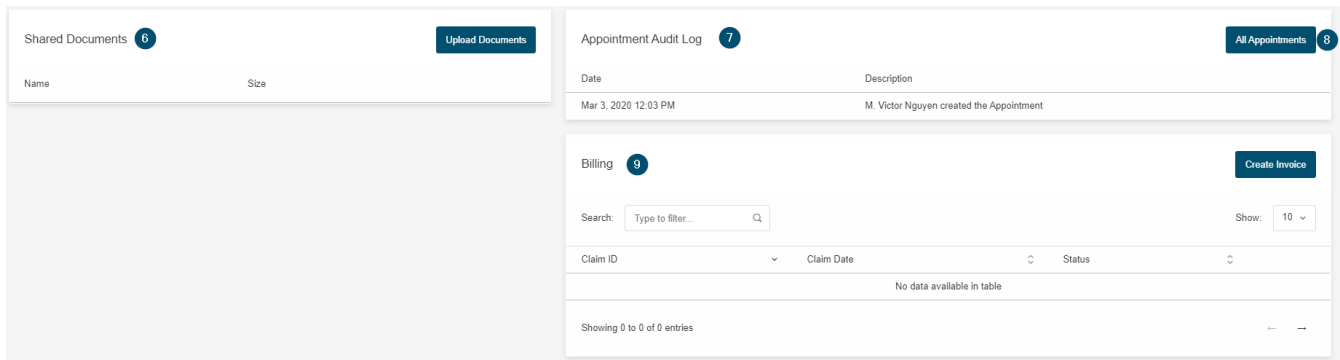 Shared Documents 6 Upload Documents
Name Size
Appointment Audit Log 7 All Appointments 8
Date Description
Mar 3, 2020 12:03 PM M. Victor Nguyen created the Appointment
Billing 9 Create Invoice
Search: Type to filter... Show: 10
Claim ID Claim Date Status
No data available in table
Showing 0 to 0 of 0 entries ← →